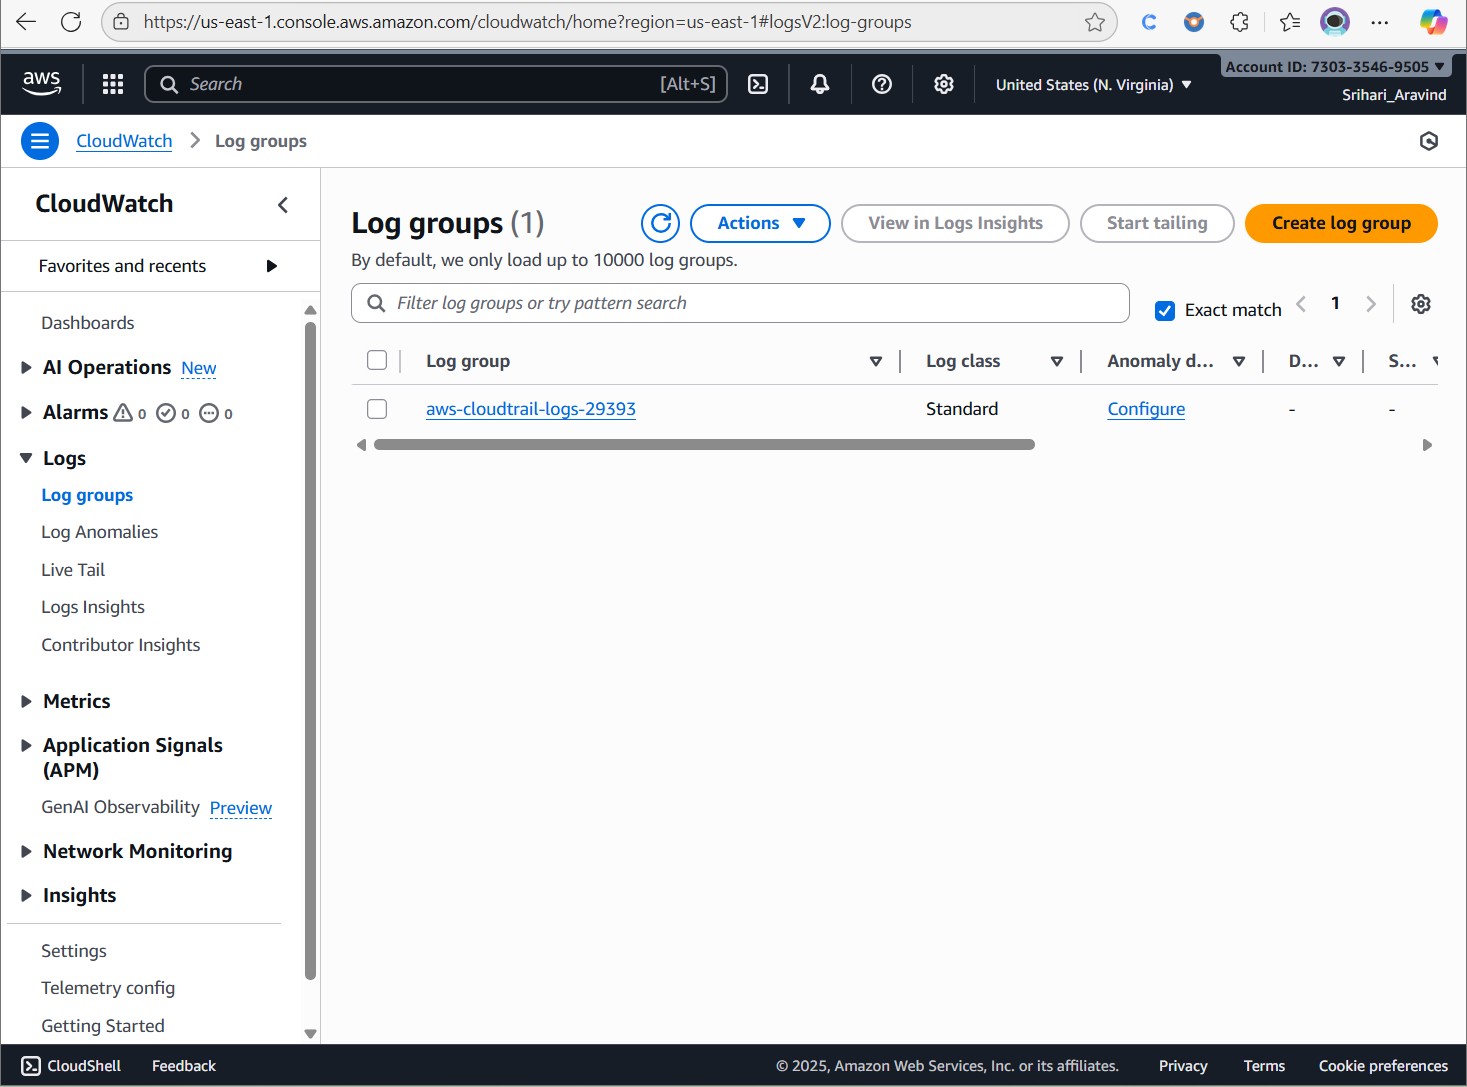 https://us-east-1.console.aws.amazon.com/cloudwatch/home?region=us-east-1#logsV2:log-groups
aws
Search [Alt+S]
United States (N. Virginia)
Account ID: 7303-3546-9505
Srihari_Aravind
CloudWatch > Log groups
CloudWatch
Favorites and recents
Dashboards
AI Operations New
Alarms 0 0 0
Logs
Log groups
Log Anomalies
Live Tail
Logs Insights
Contributor Insights
Metrics
Application Signals
(APM)
GenAI Observability Preview
Network Monitoring
Insights
Settings
Telemetry config
Getting Started
Log groups (1)
Actions
View in Logs Insights
Start tailing
Create log group
By default, we only load up to 10000 log groups.
Filter log groups or try pattern search
Exact match
1
Log group Log class Anomaly d... D... S...
aws-cloudtrail-logs-29393 Standard Configure - -
CloudShell Feedback © 2025, Amazon Web Services, Inc. or its affiliates. Privacy Terms Cookie preferences